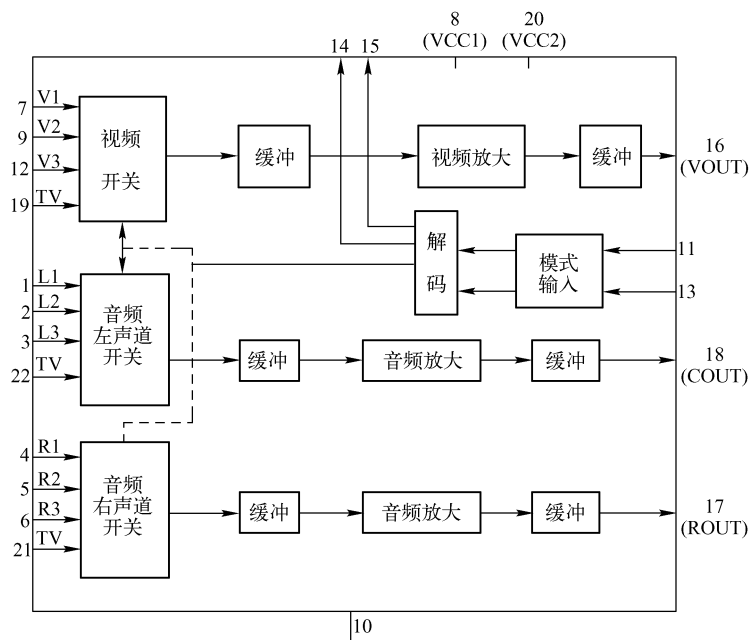 8
(VCC1)
20
(VCC2)
14
15
7
V1
9
V2
12
V3
19
TV
视频
开关
缓冲
视频放大
缓冲
16
(VOUT)
解
码
模式
输入
11
13
1
L1
2
L2
3
L3
22
TV
音频
左声道
开关
缓冲
音频放大
缓冲
18
(COUT)
4
R1
5
R2
6
R3
21
TV
音频
右声道
开关
缓冲
音频放大
缓冲
17
(ROUT)
10